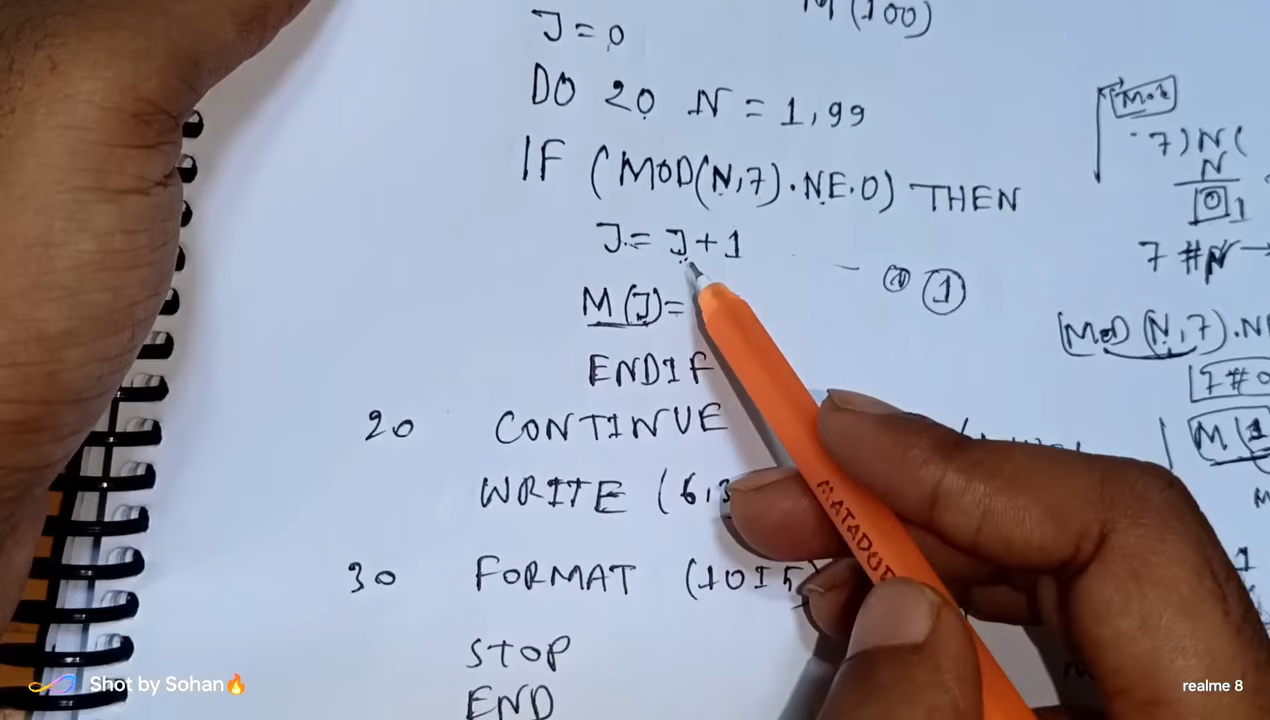 M(100)
J=0
DO 20 N = 1,99
IF (MOD(N,7).NE.0) THEN
J=J+1
M(J)=
ENDIF
20 CONTINUE
WRITE (6,3
30 FORMAT (10I5)
STOP
END
7)N(
N
0
7 #N
(MOD (N,7).NE
7#0
M(1
1
MATADOR
Shot by Sohan🔥
realme 8